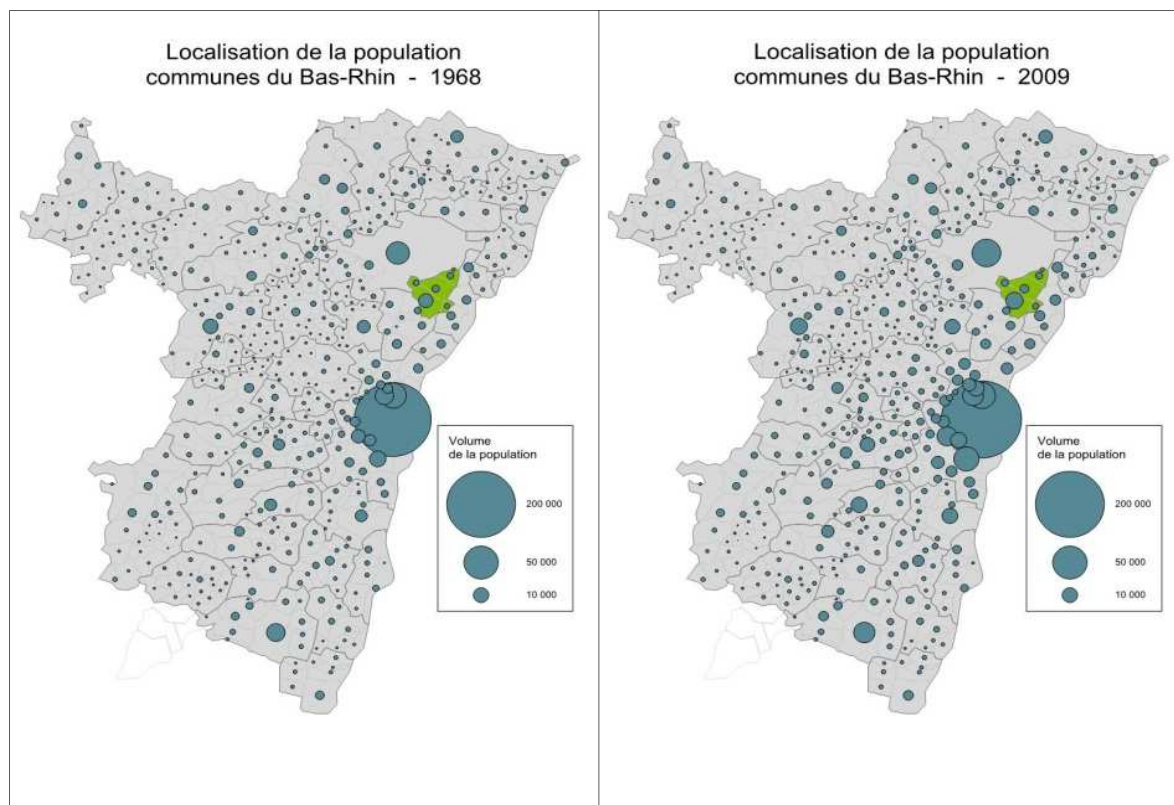 Localisation de la population
communes du Bas-Rhin - 1968
Volume
de la population
200 000
50 000
10 000
Localisation de la population
communes du Bas-Rhin - 2009
Volume
de la population
200 000
50 000
10 000